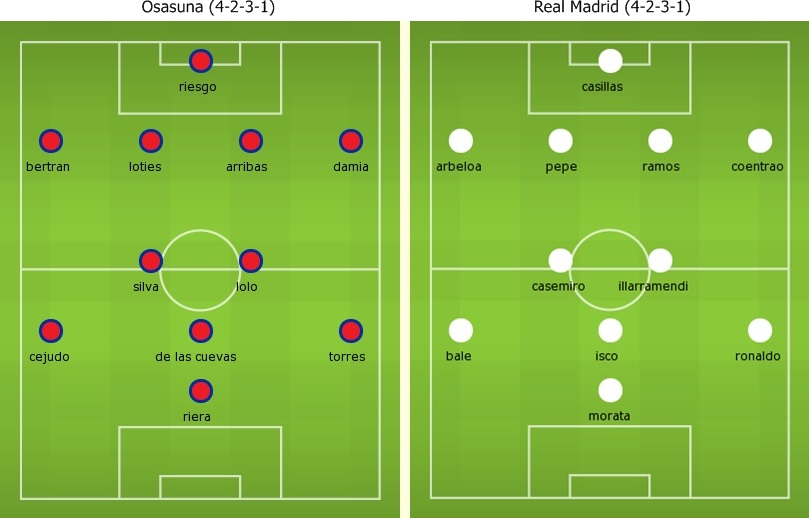 Osasuna (4-2-3-1)
riesgo
bertran loties arribas damia
silva lolo
cejudo de las cuevas torres
riera
Real Madrid (4-2-3-1)
casillas
arbeloa pepe ramos coentrao
casemiro illarramendi
bale isco ronaldo
morata